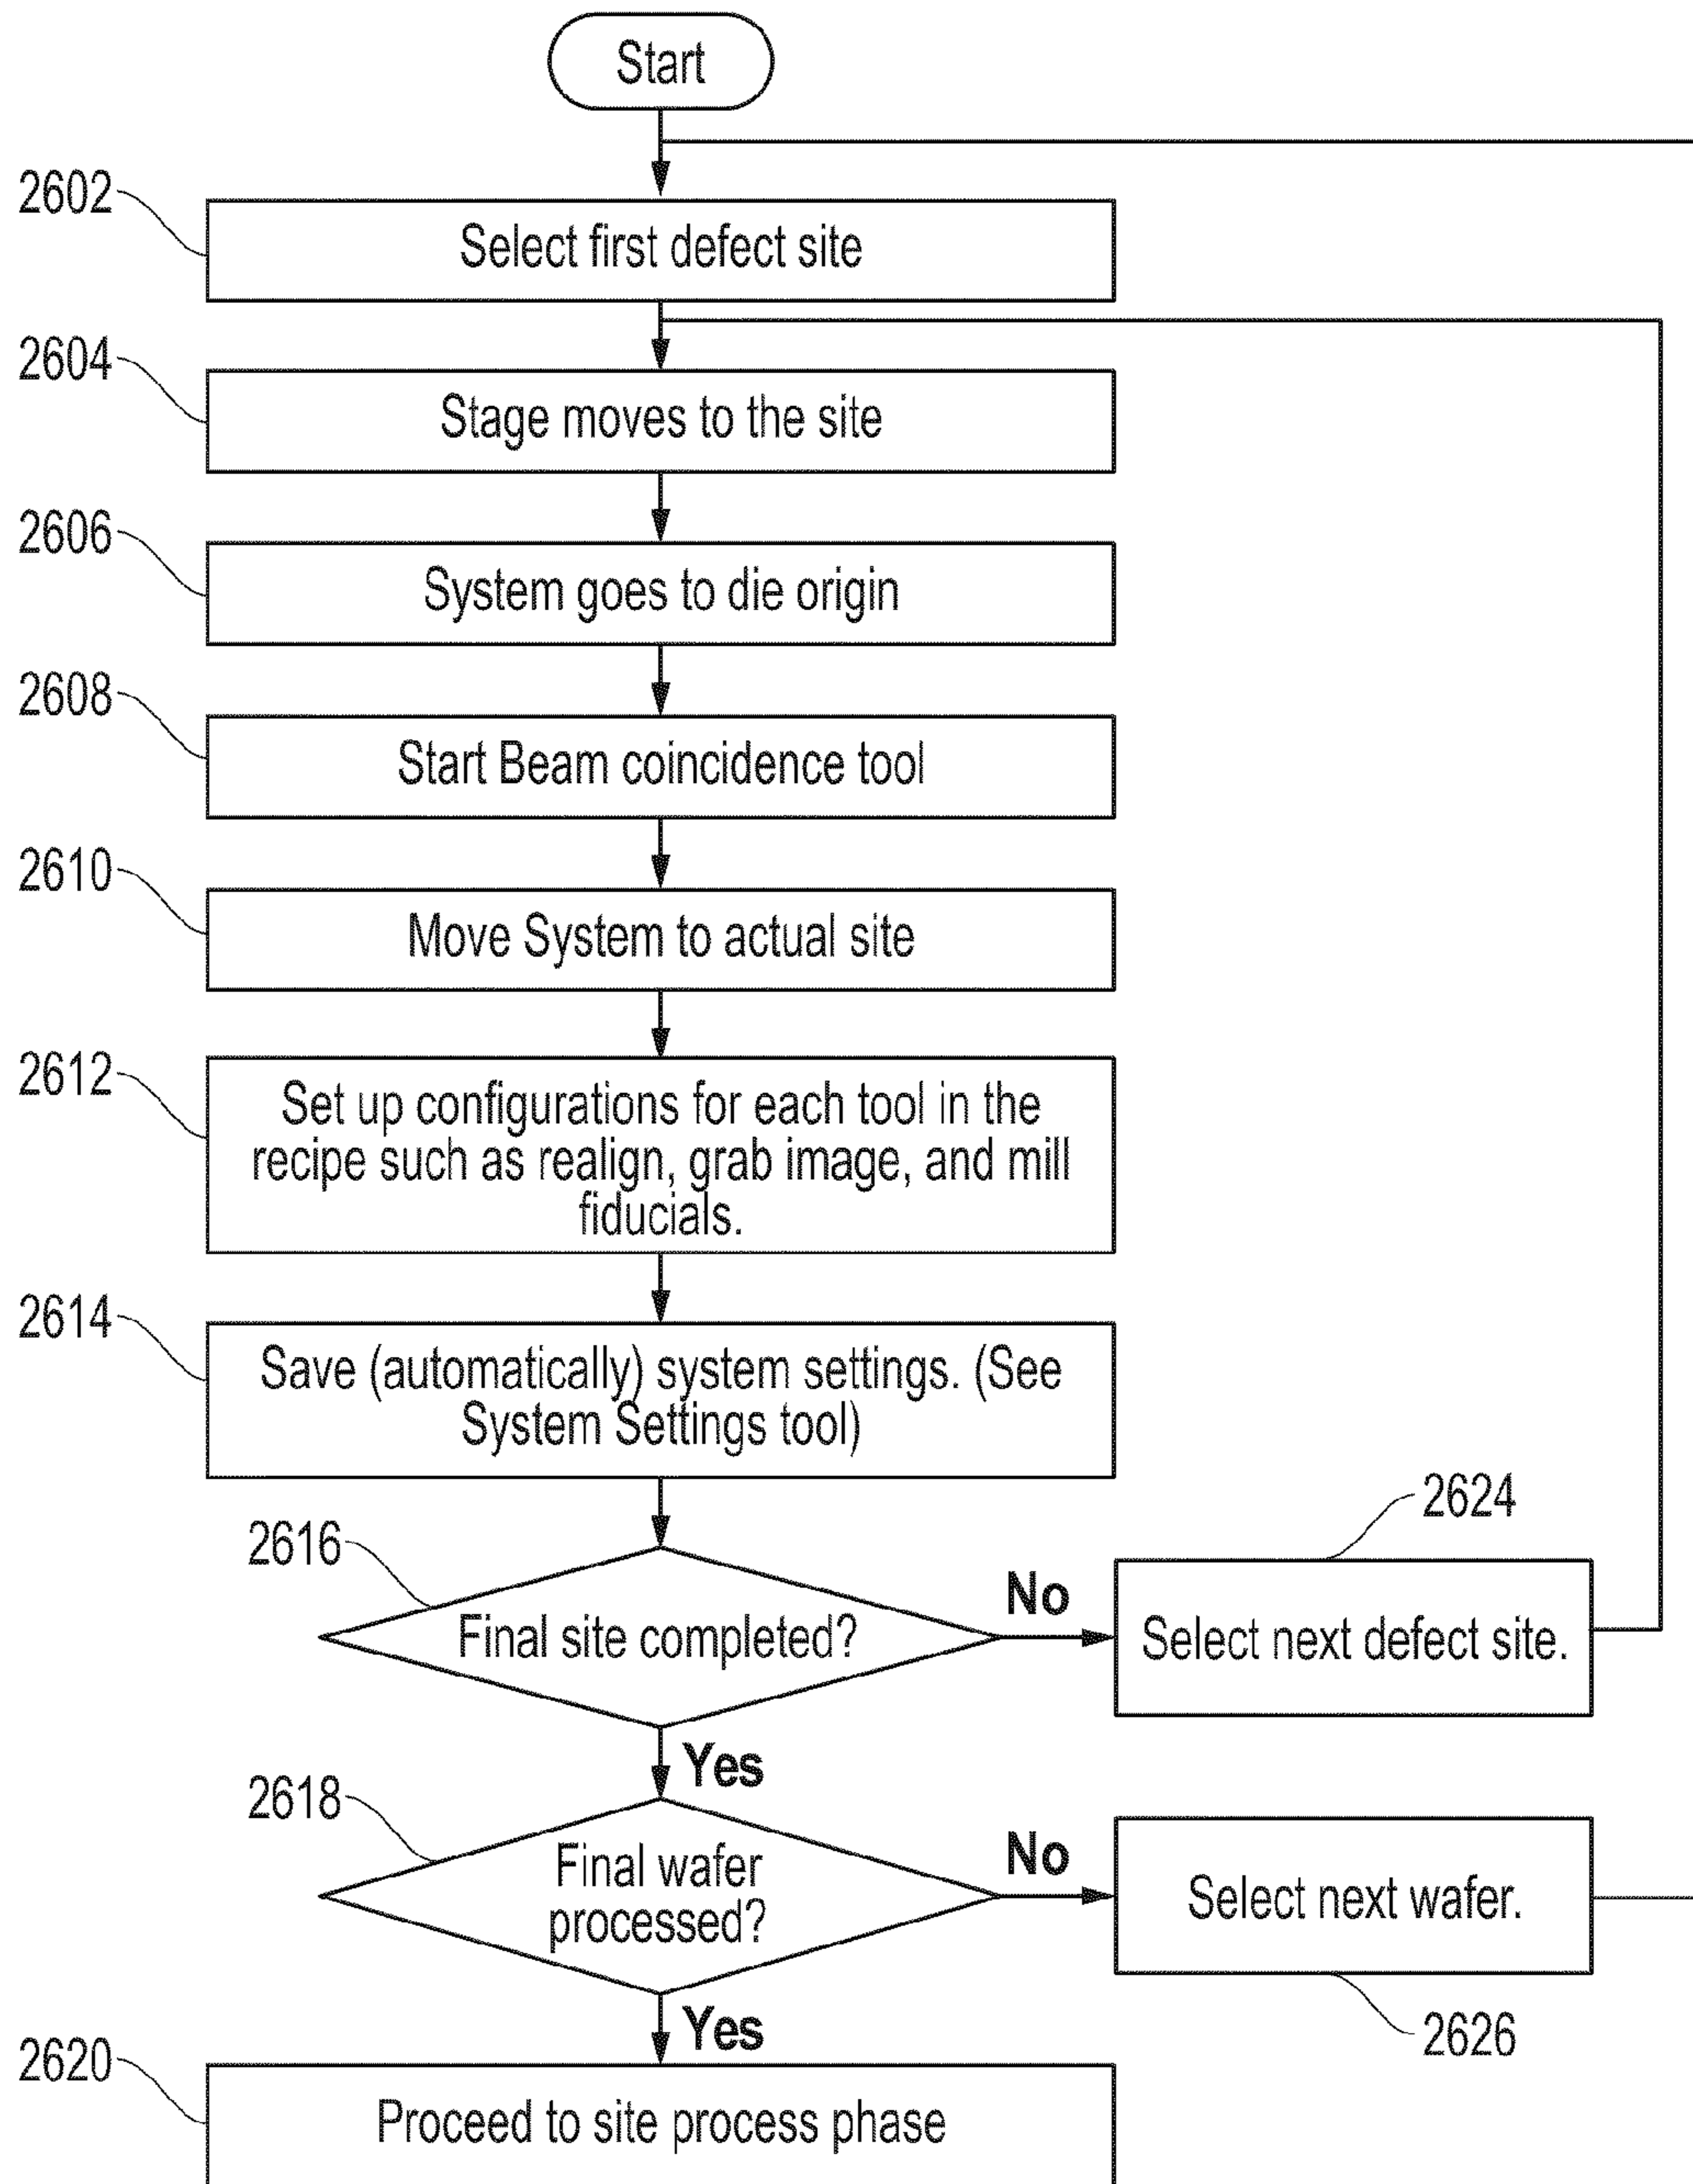 Start
2602
Select first defect site
2604
Stage moves to the site
2606
System goes to die origin
2608
Start Beam coincidence tool
2610
Move System to actual site
2612
Set up configurations for each tool in the
recipe such as realign, grab image, and mill
fiducials.
2614
Save (automatically) system settings. (See
System Settings tool)
2616
Final site completed?
No
2624
Select next defect site.
Yes
2618
Final wafer
processed?
No
Select next wafer.
2626
Yes
2620
Proceed to site process phase